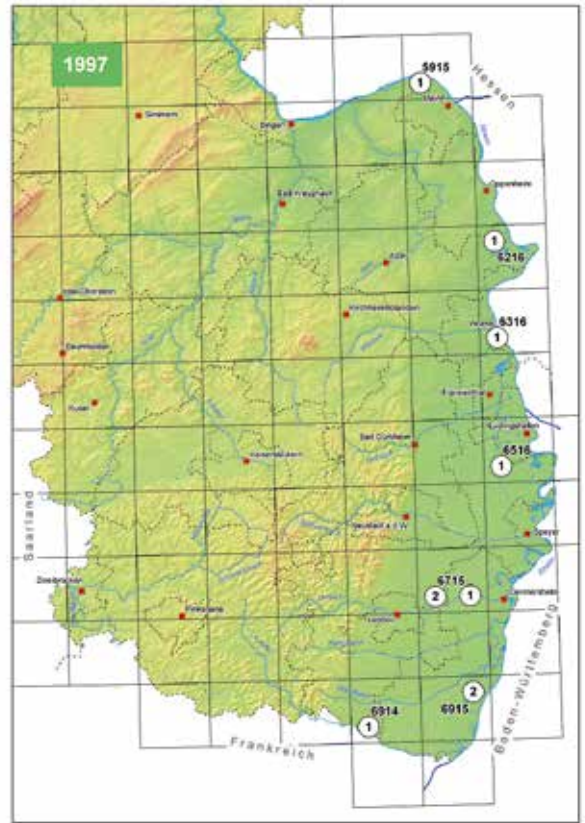 1997
5915
1
Hessen
Mainz
Simmern
Bingen
Oppenheim
Bad Kreuznach
1
6216
Alzey
Idar-Oberstein
Kirchheimbolanden
Worms
6316
1
Baumholder
Frankenthal
Kusel
Ludwigshafen
Bad Dürkheim
6516
1
Kaiserslautern
Neustadt a.d.W.
Speyer
Saarland
6715
2
1
Zweibrücken
Germersheim
Pirmasens
Landau
2
6915
6914
1
Baden-Württemberg
Frankreich